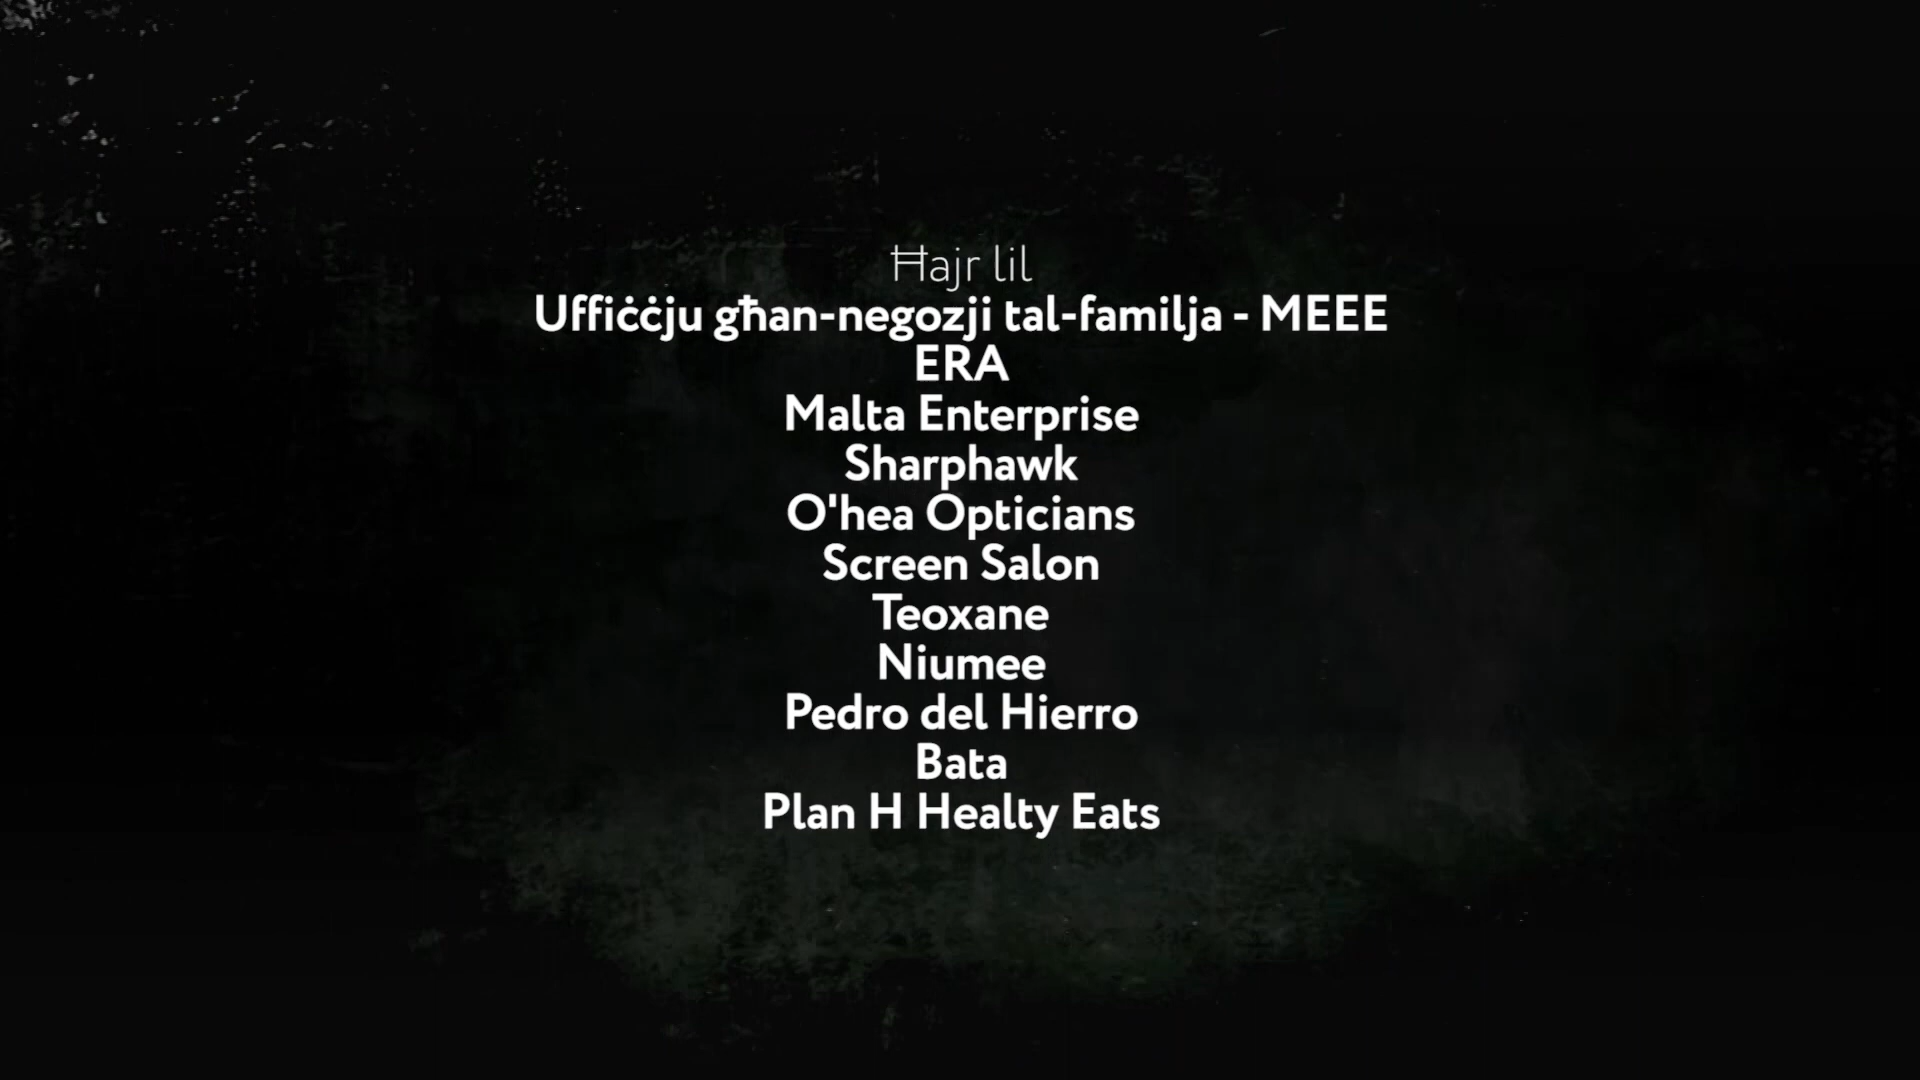 Ħajr lil
Uffiċċju għan-negozji tal-familja - MEEE
ERA
Malta Enterprise
Sharphawk
O'hea Opticians
Screen Salon
Teoxane
Niumee
Pedro del Hierro
Bata
Plan H Healty Eats